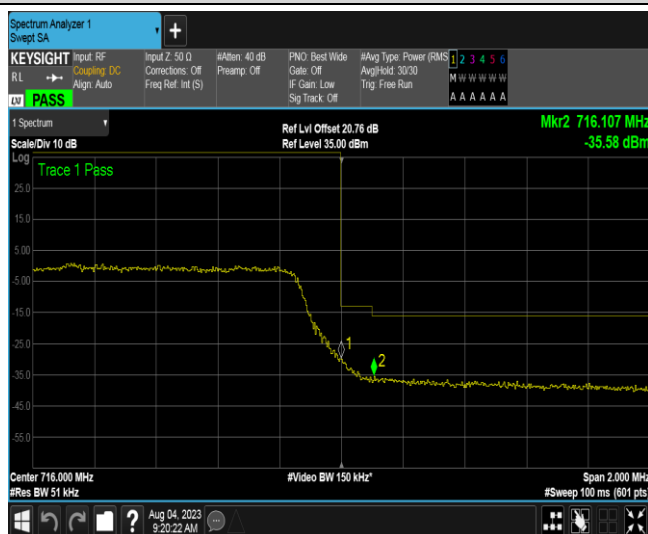 Spectrum Analyzer 1
Swept SA
+
KEYSIGHT
RL
LXI PASS
Input: RF
Coupling: DC
Align: Auto
Input Z: 50 Ω
Corrections: Off
Freq Ref: Int (S)
#Atten: 40 dB
Preamp: Off
PNO: Best Wide
Gate: Off
IF Gain: Low
Sig Track: Off
#Avg Type: Power (RMS
Avg|Hold: 30/30
Trig: Free Run
1 2 3 4 5 6
M W W W W W
A A A A A A
1 Spectrum
Scale/Div 10 dB
Ref Lvl Offset 20.76 dB
Ref Level 35.00 dBm
Mkr2 716.107 MHz
-35.58 dBm
Log
Trace 1 Pass
25.0
15.0
5.00
-5.00
-15.0
-25.0
-35.0
-45.0
-55.0
1
2
Center 716.000 MHz
#Res BW 51 kHz
#Video BW 150 kHz*
Span 2.000 MHz
#Sweep 100 ms (601 pts)
?
Aug 04, 2023
9:20:22 AM